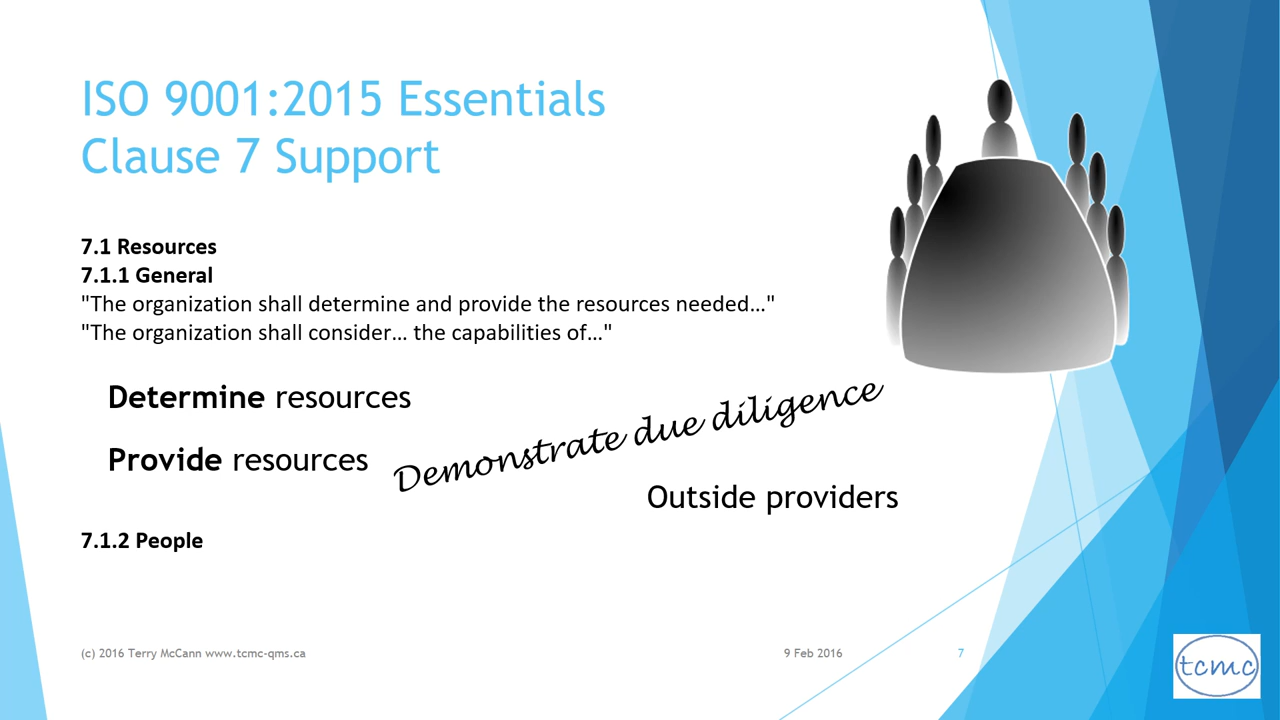 ISO 9001:2015 Essentials
Clause 7 Support
7.1 Resources
7.1.1 General
"The organization shall determine and provide the resources needed…"
"The organization shall consider… the capabilities of…"
Determine resources
Provide resources
Demonstrate due diligence
Outside providers
7.1.2 People
(c) 2016 Terry McCann www.tcmc-qms.ca
9 Feb 2016
7
tcmc